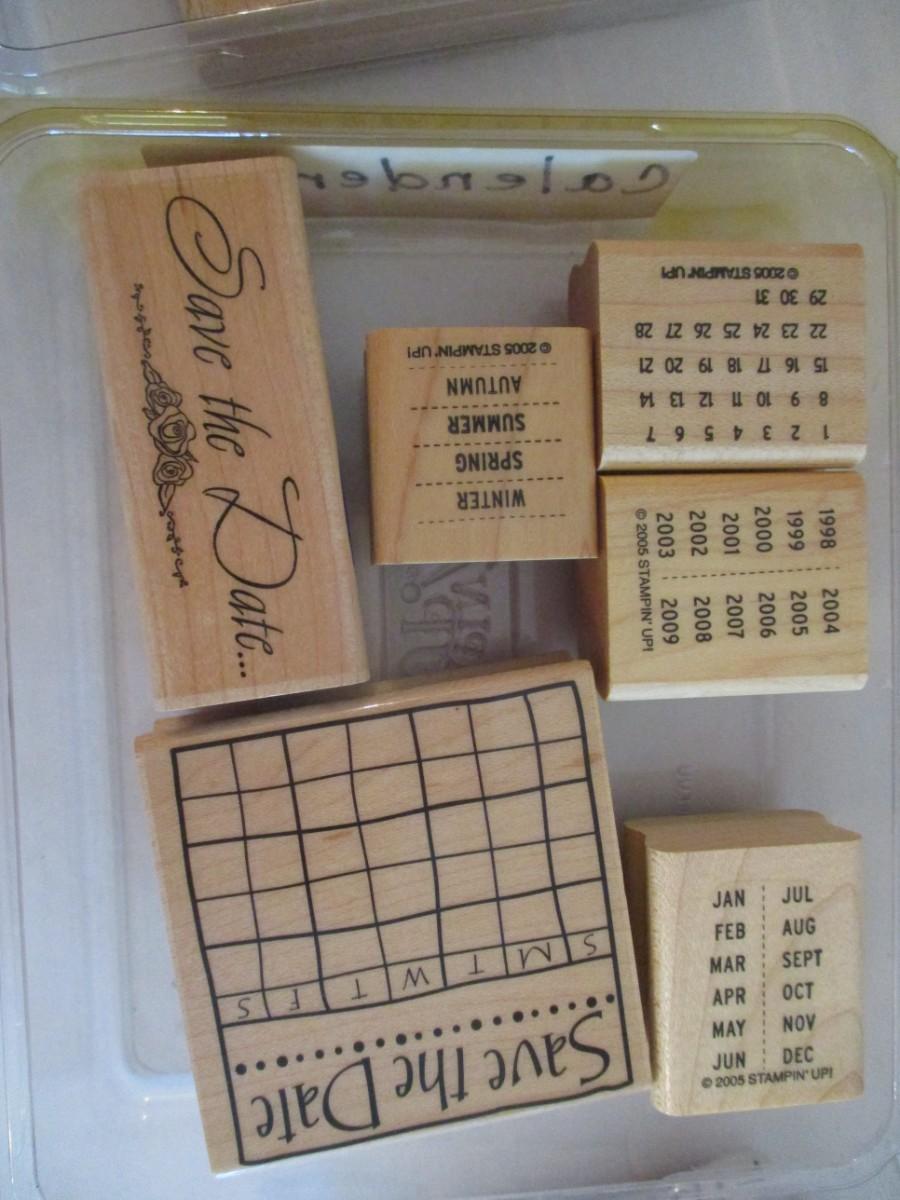 Calender
Save the Date...
WINTER
SPRING
SUMMER
AUTUMN
© 2005 STAMPIN' UP!
1 2 3 4 5 6 7
8 9 10 11 12 13 14
15 16 17 18 19 20 21
22 23 24 25 26 27 28
29 30 31
© 2005 STAMPIN' UP!
1998 2004
1999 2005
2000 2006
2001 2007
2002 2008
2003 2009
© 2005 STAMPIN' UP!
Save the Date
S M T W T F S
JAN JUL
FEB AUG
MAR SEPT
APR OCT
MAY NOV
JUN DEC
© 2005 STAMPIN' UP!